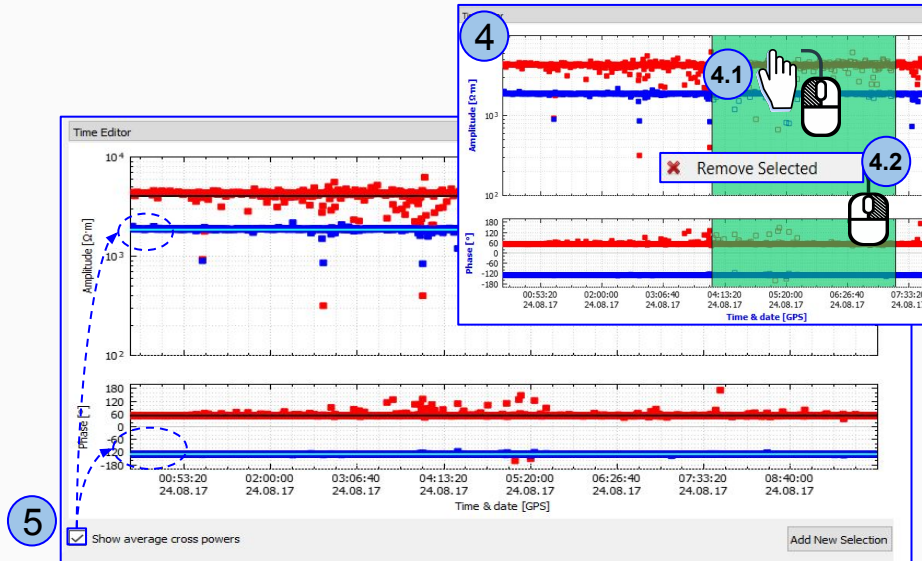 Time Editor
10⁴
10³
10²
Amplitude [Ω·m]
180
120
60
0
-60
-120
-180
Phase [°]
00:53:20 02:00:00 03:06:40 04:13:20 05:20:00 06:26:40 07:33:20 08:40:00
24.08.17 24.08.17 24.08.17 24.08.17 24.08.17 24.08.17 24.08.17 24.08.17
Time & date [GPS]
5
Show average cross powers
Add New Selection
4
4.1
10³
10²
Amplitude [Ω·m]
Remove Selected
4.2
180
120
60
0
-60
-120
-180
Phase [°]
00:53:20 02:00:00 03:06:40 04:13:20 05:20:00 06:26:40 07:33:20
24.08.17 24.08.17 24.08.17 24.08.17 24.08.17 24.08.17 24.08.17
Time & date [GPS]